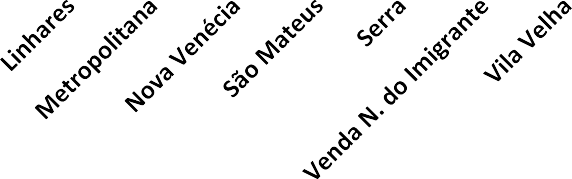 Linhares
Metropolitana
Nova Venécia
São Mateus
Serra
Venda N. do Imigrante
Vila Velha